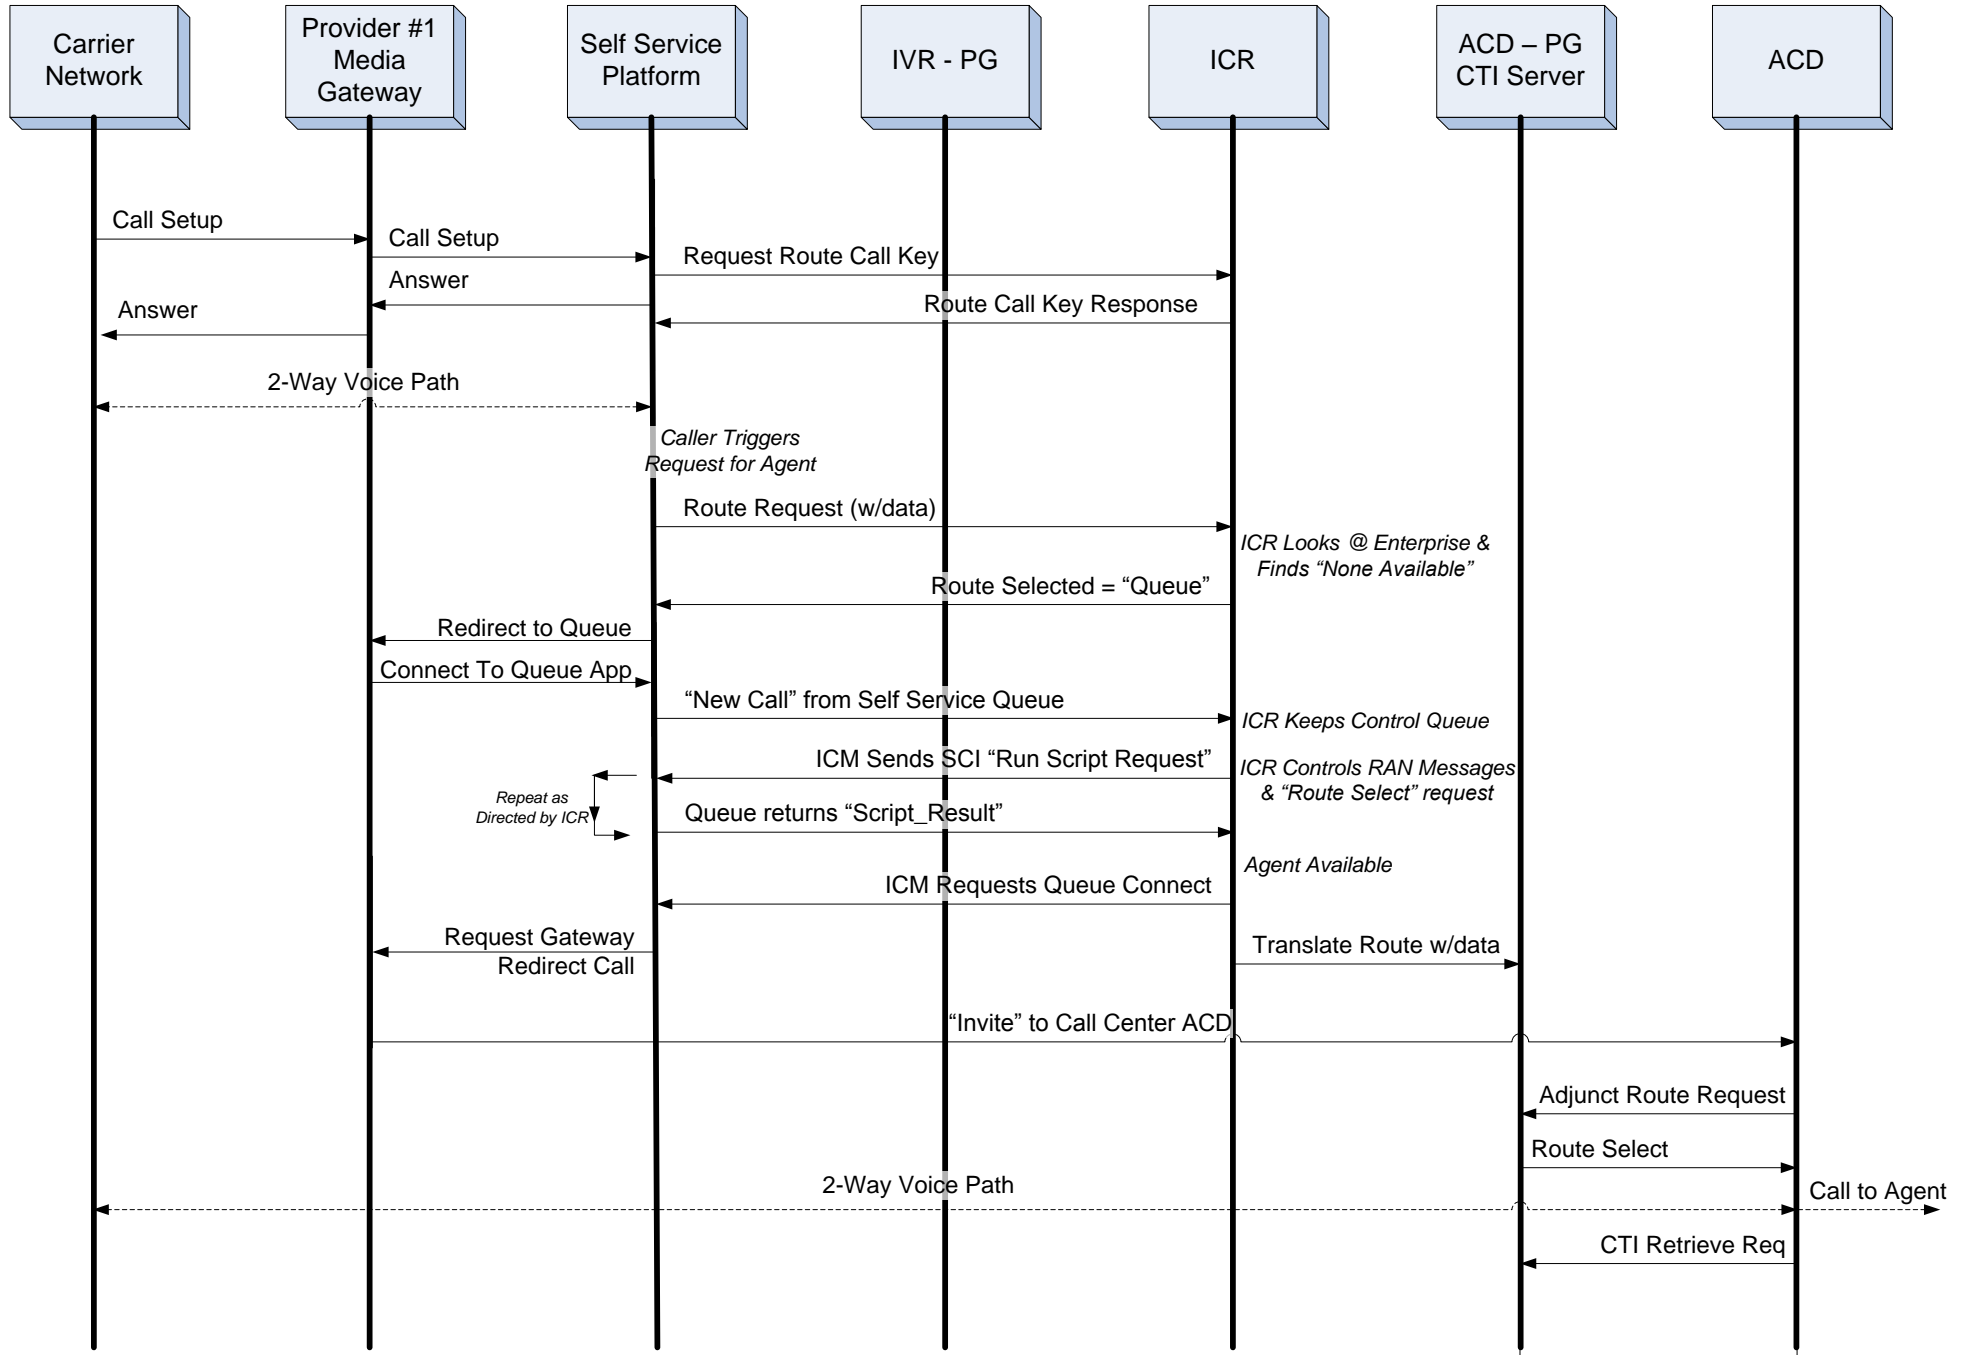 Carrier
Network
Provider #1
Media
Gateway
Self Service
Platform
IVR - PG
ICR
ACD – PG
CTI Server
ACD
Call Setup
Call Setup
Request Route Call Key
Answer
Route Call Key Response
Answer
2-Way Voice Path
Caller Triggers
Request for Agent
Route Request (w/data)
ICR Looks @ Enterprise &
Finds “None Available”
Route Selected = “Queue”
Redirect to Queue
Connect To Queue App
“New Call” from Self Service Queue
ICR Keeps Control Queue
ICM Sends SCI “Run Script Request”
ICR Controls RAN Messages
& “Route Select” request
Repeat as
Directed by ICR
Queue returns “Script_Result”
Agent Available
ICM Requests Queue Connect
Request Gateway
Redirect Call
Translate Route w/data
“Invite” to Call Center ACD
Adjunct Route Request
Route Select
2-Way Voice Path
Call to Agent
CTI Retrieve Req